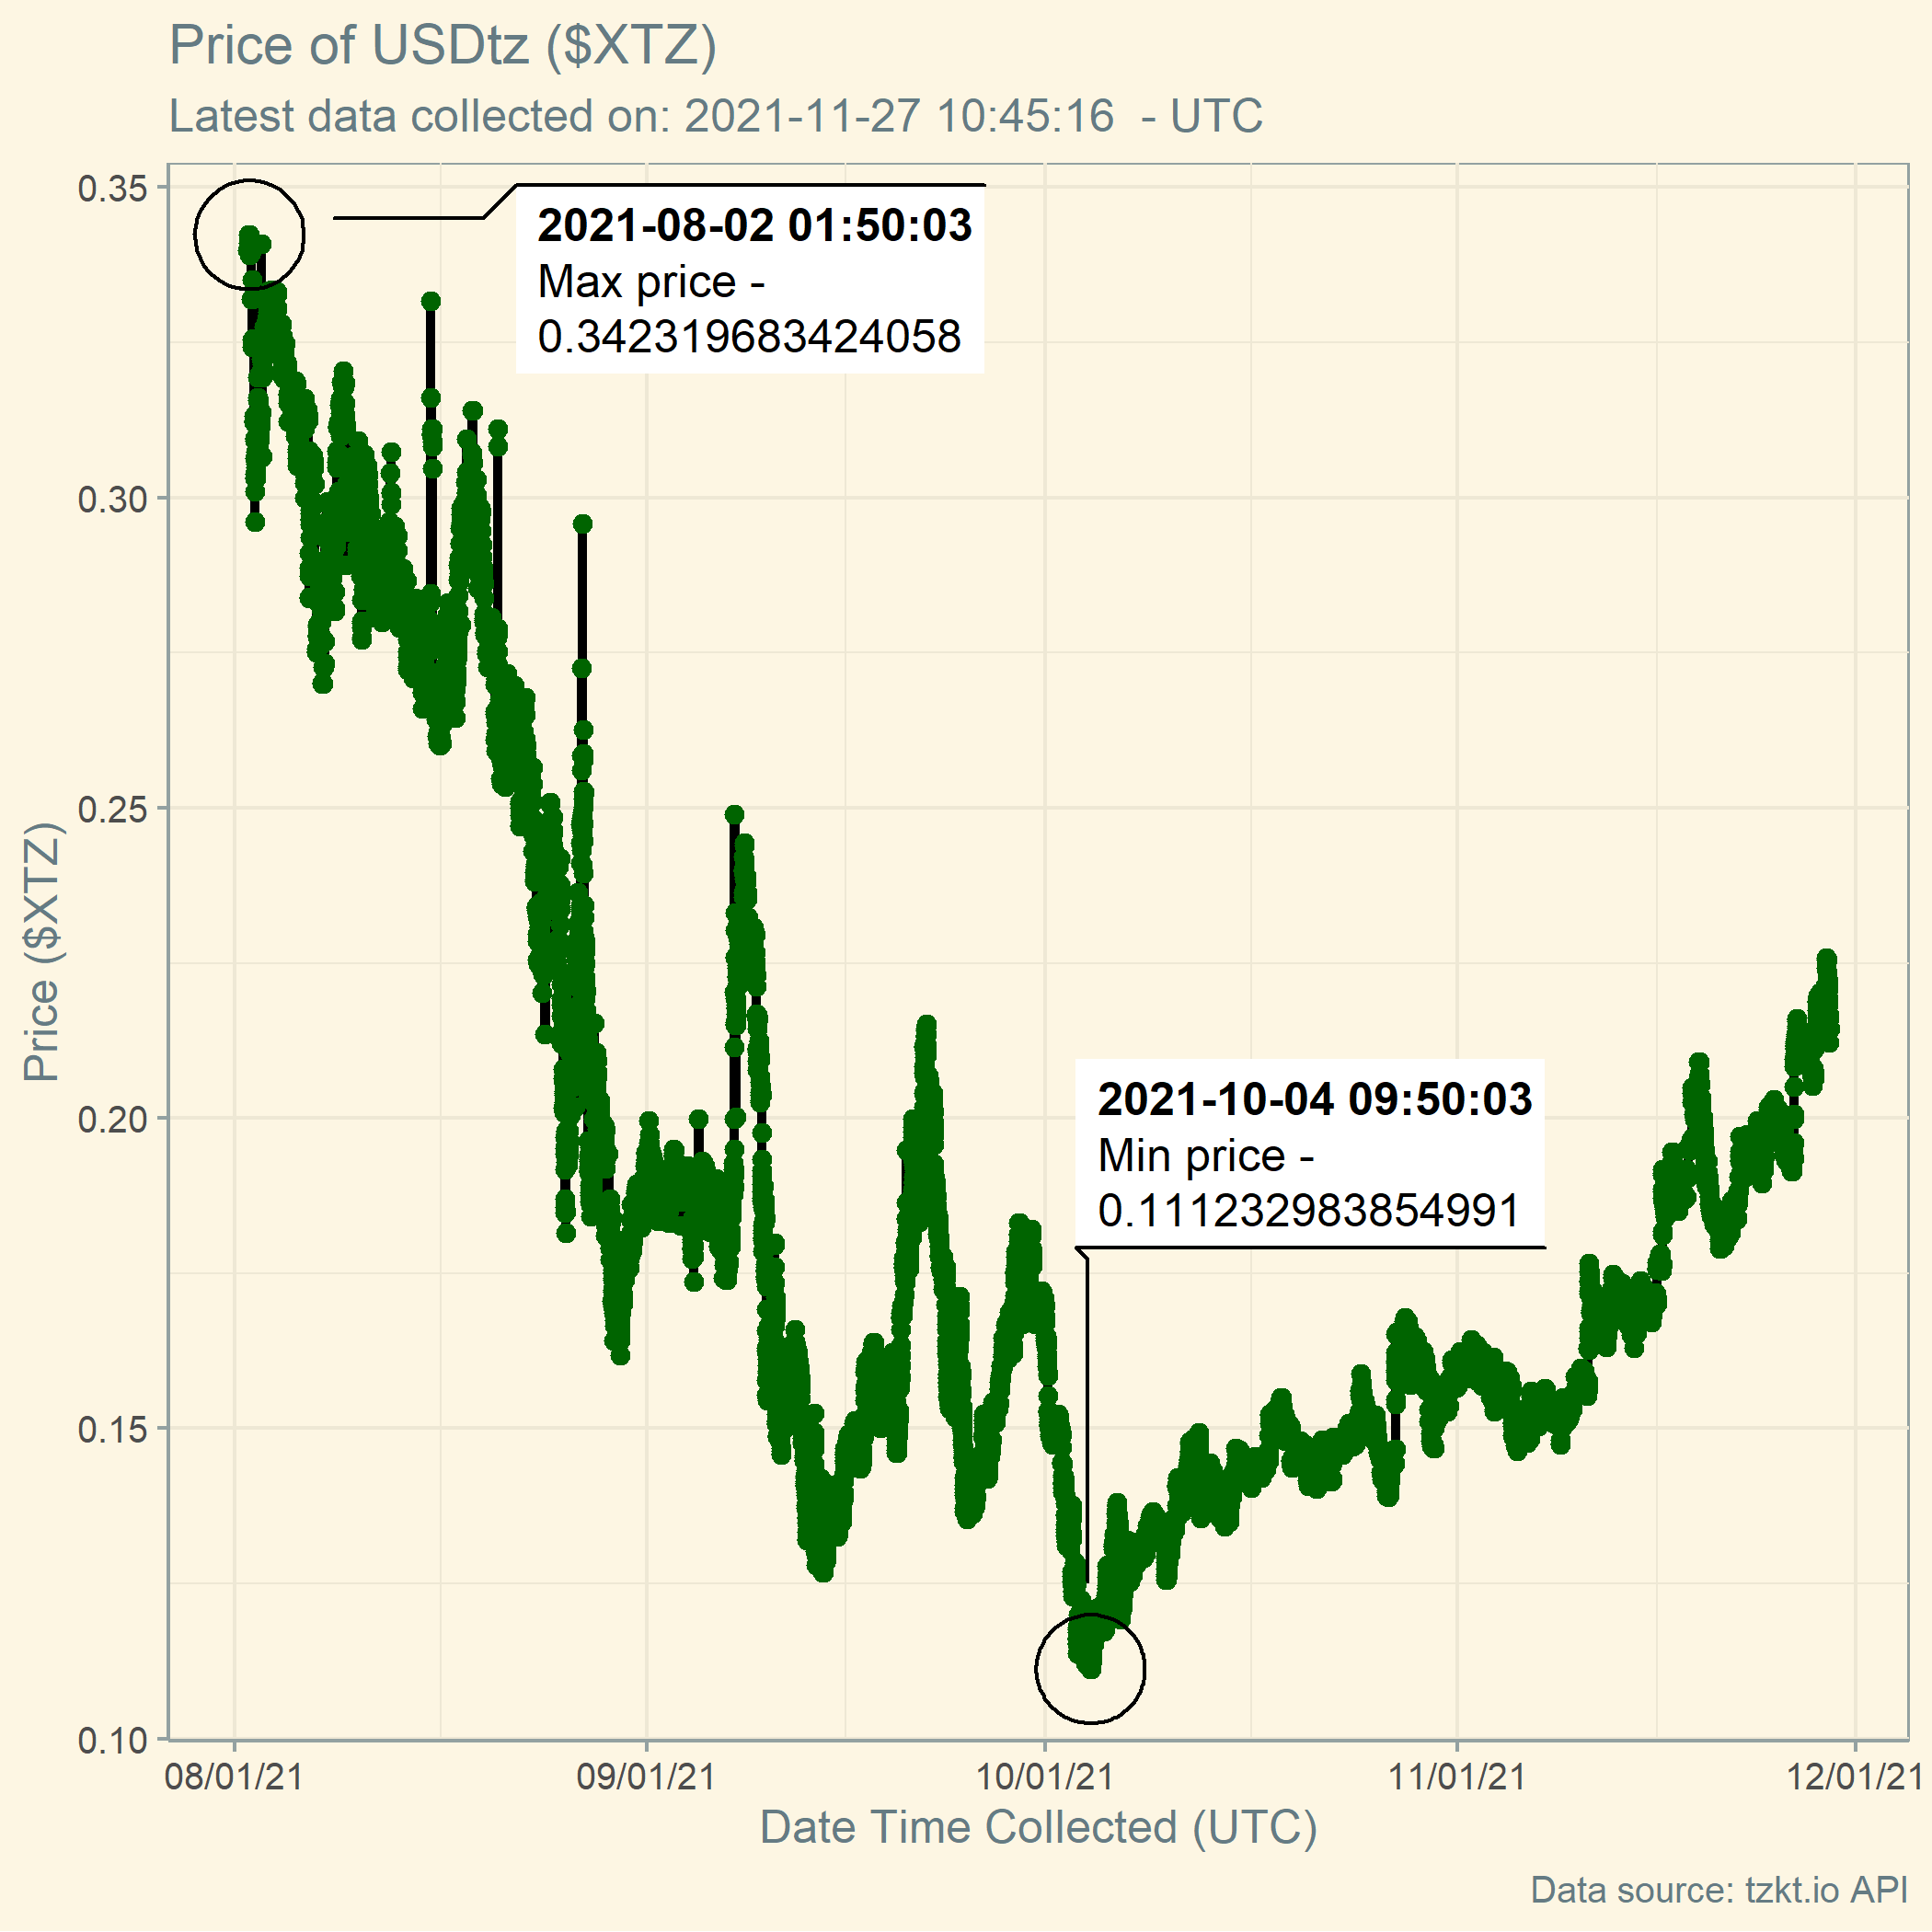 Price of USDtz ($XTZ)
Latest data collected on: 2021-11-27 10:45:16  - UTC
0.35
0.30
0.25
0.20
0.15
0.10
Price ($XTZ)
2021-08-02 01:50:03
Max price -
0.3423196834240​58
2021-10-04 09:50:03
Min price -
0.111232983854991
08/01/21
09/01/21
10/01/21
11/01/21
12/01/21
Date Time Collected (UTC)
Data source: tzkt.io API